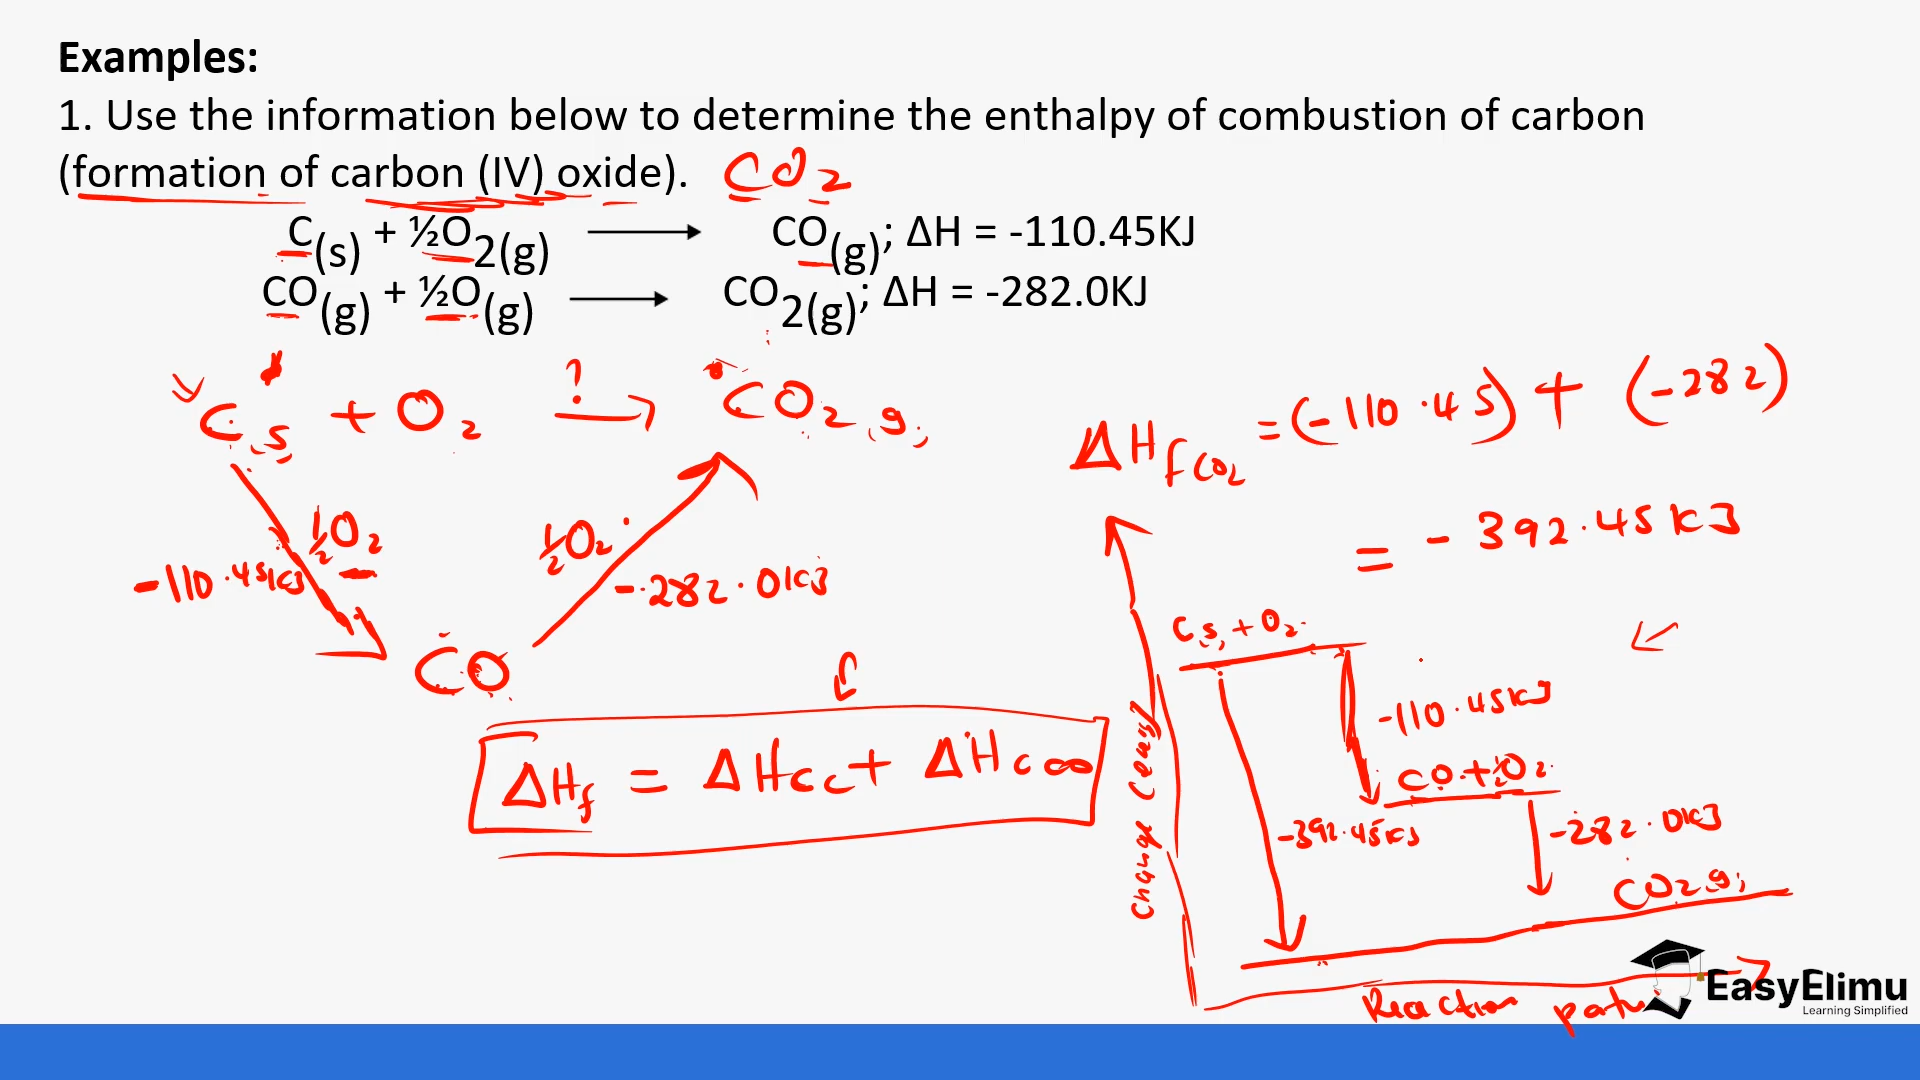 Examples:
1. Use the information below to determine the enthalpy of combustion of carbon
(formation of carbon (IV) oxide). CO2
C(s) + ½O2(g) → CO(g); ΔH = -110.45KJ
CO(g) + ½O(g) → CO2(g); ΔH = -282.0KJ
C(s) + O2 →? CO2(g)
½O2
-110.45KJ
½O2
-282.0KJ
CO
ΔHf = ΔHcC + ΔHcCO
ΔHfCO2 = (-110.45) + (-282)
= -392.45KJ
C(s) + O2
-110.45KJ
CO + ½O2
-392.45KJ
-282.0KJ
CO2(g)
Change
Reaction path
EasyElimu
Learning Simplified